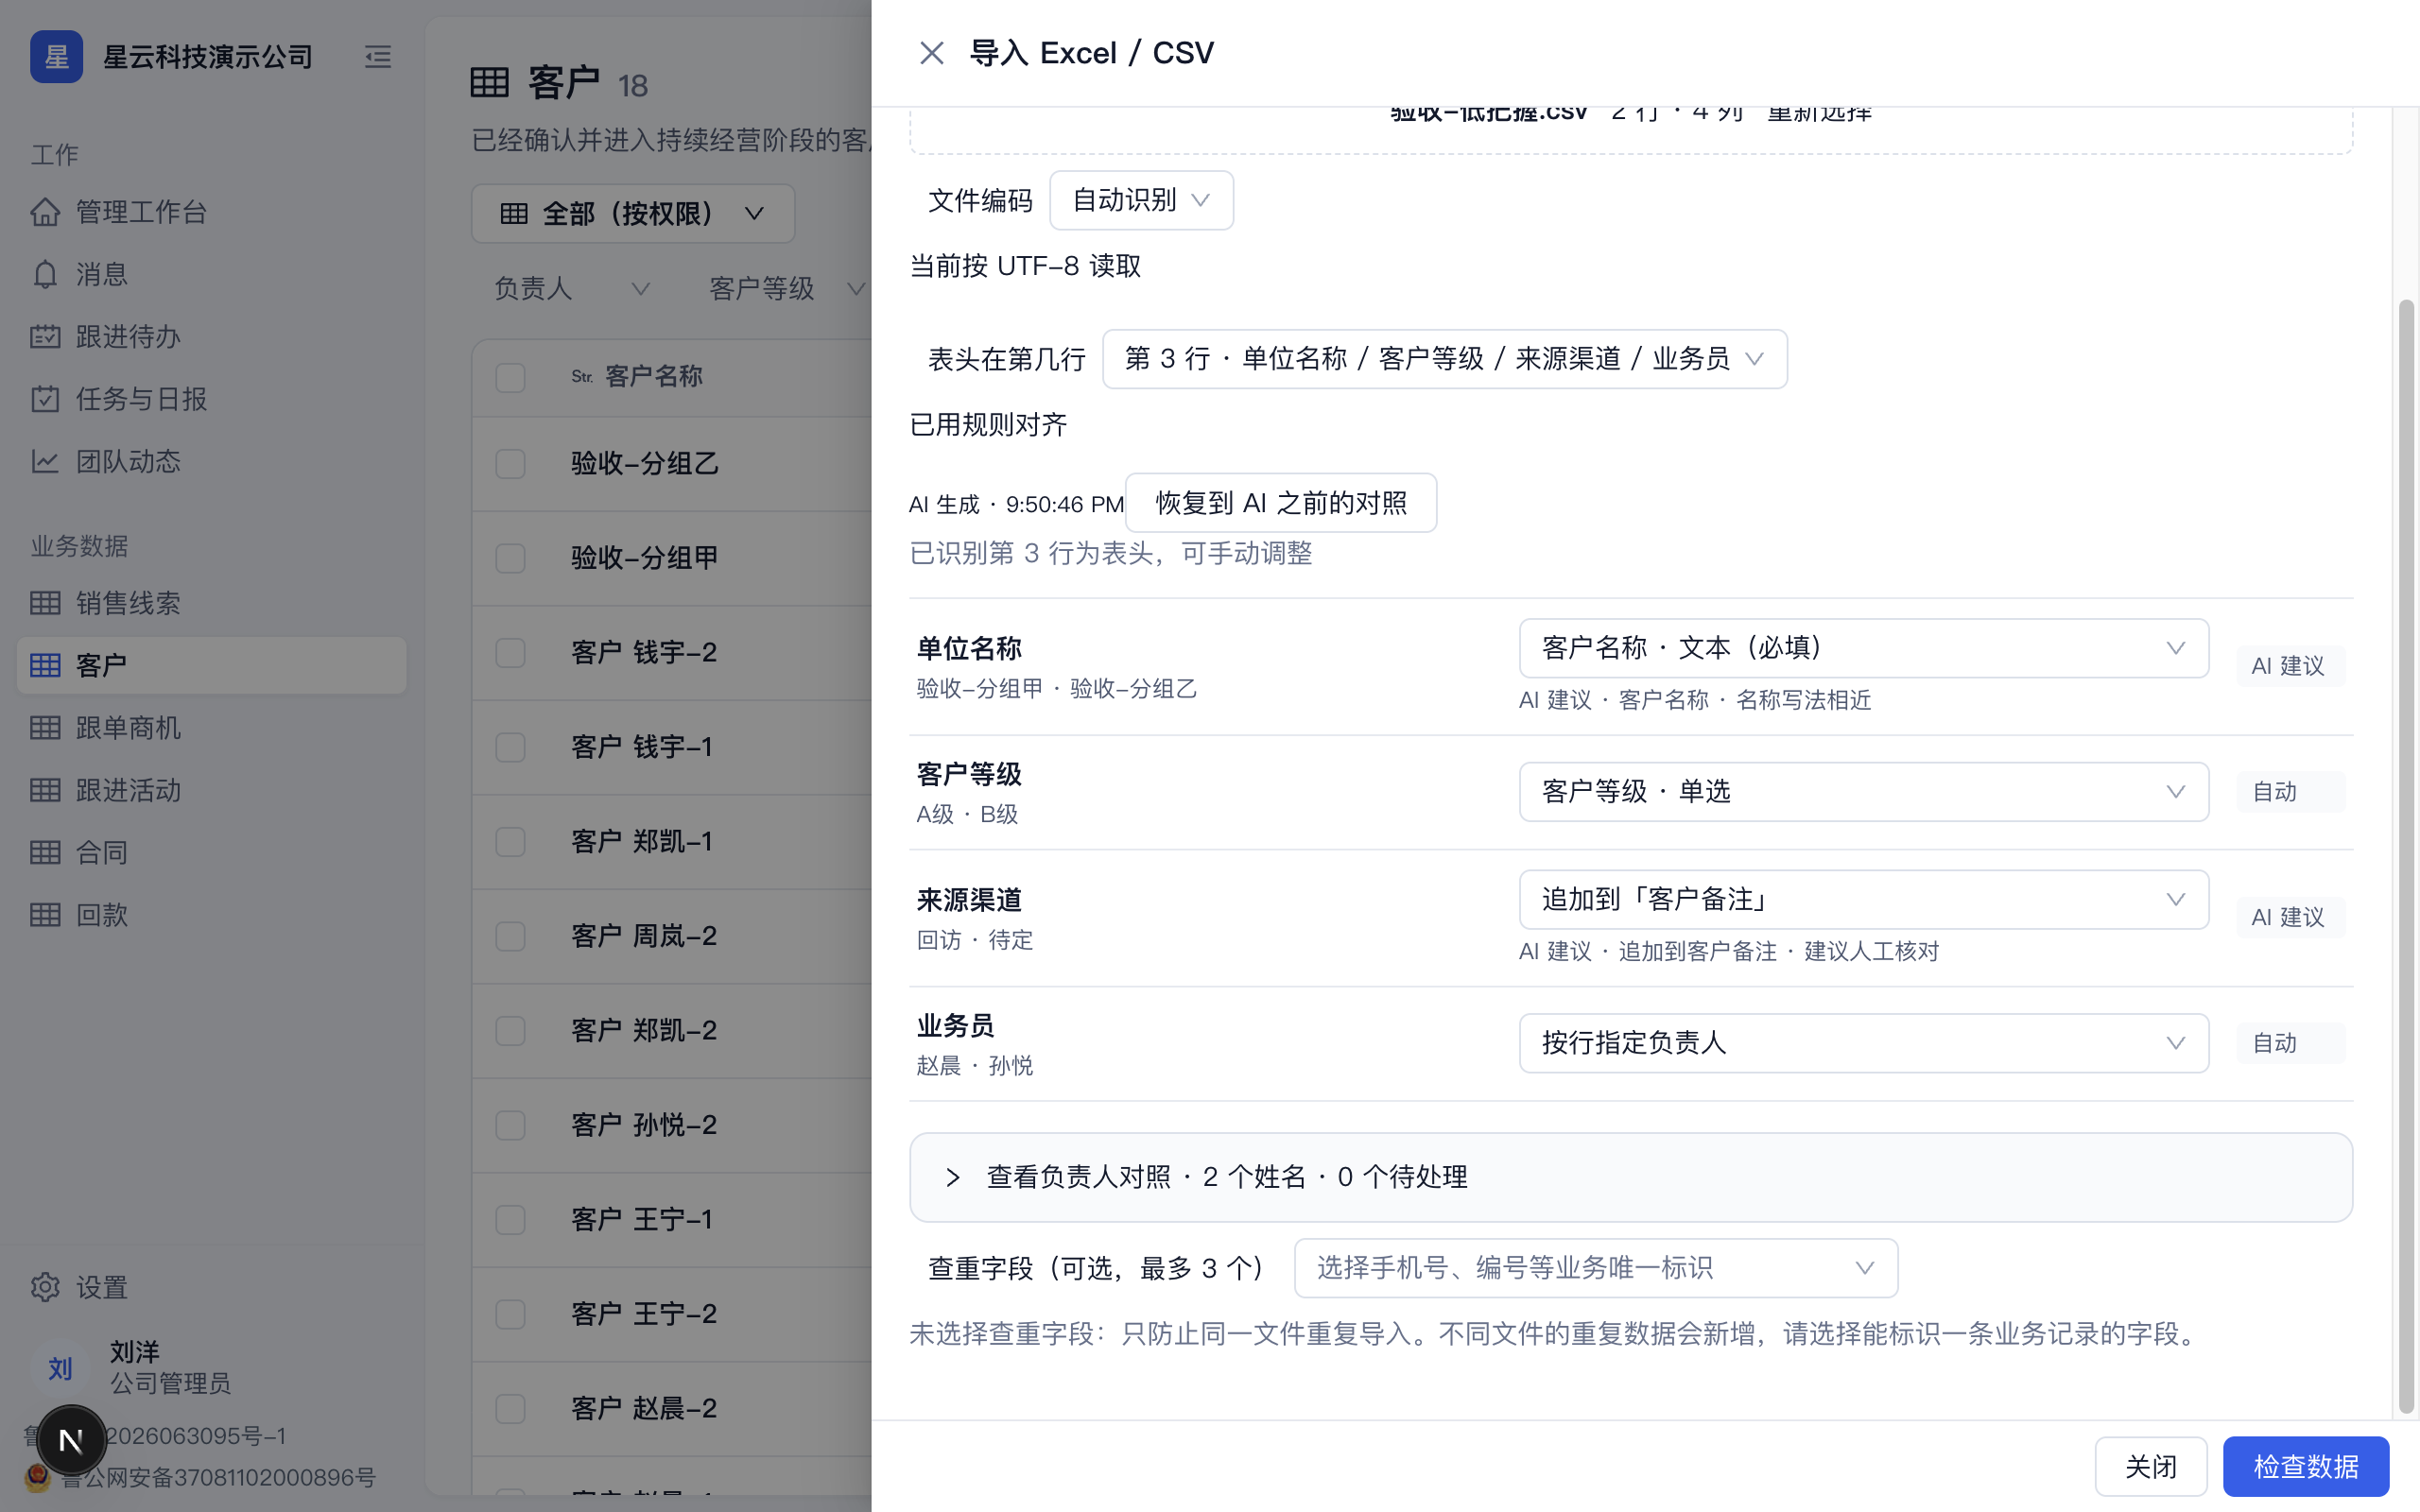 星 星云科技演示公司
工作
管理工作台
消息
跟进待办
任务与日报
团队动态
业务数据
销售线索
客户
跟单商机
跟进活动
合同
回款
设置
刘 刘洋
公司管理员
2026063095号-1
N
公网安备37081102000896号
客户 18
已经确认并进入持续经营阶段的客
全部（按权限）
负责人 客户等级
Str. 客户名称
验收-分组乙
验收-分组甲
客户 钱宇-2
客户 钱宇-1
客户 郑凯-1
客户 周岚-2
客户 郑凯-2
客户 孙悦-2
客户 王宁-1
客户 王宁-2
客户 赵晨-2
导入 Excel / CSV
验收-低把握.csv 2 行 · 4 列 重新选择
文件编码 自动识别
当前按 UTF-8 读取
表头在第几行 第 3 行 · 单位名称 / 客户等级 / 来源渠道 / 业务员
已用规则对齐
AI 生成 · 9:50:46 PM 恢复到 AI 之前的对照
已识别第 3 行为表头，可手动调整
单位名称
验收-分组甲 · 验收-分组乙
客户名称 · 文本（必填）
AI 建议 · 客户名称 · 名称写法相近
AI 建议
客户等级
A级 · B级
客户等级 · 单选
自动
来源渠道
回访 · 待定
追加到「客户备注」
AI 建议 · 追加到客户备注 · 建议人工核对
AI 建议
业务员
赵晨 · 孙悦
按行指定负责人
自动
查看负责人对照 · 2 个姓名 · 0 个待处理
查重字段（可选，最多 3 个） 选择手机号、编号等业务唯一标识
未选择查重字段：只防止同一文件重复导入。不同文件的重复数据会新增，请选择能标识一条业务记录的字段。
关闭 检查数据